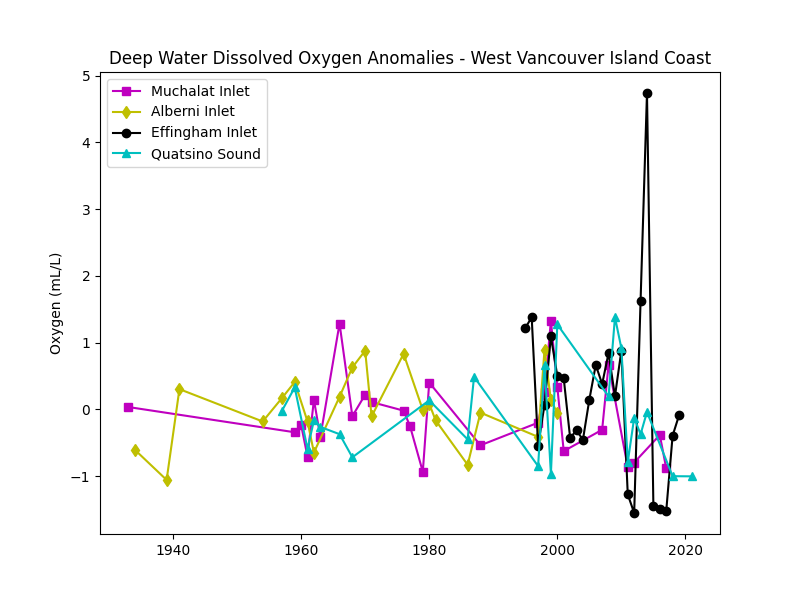 Deep Water Dissolved Oxygen Anomalies - West Vancouver Island Coast
Muchalat Inlet
Alberni Inlet
Effingham Inlet
Quatsino Sound
Oxygen (mL/L)
5
4
3
2
1
0
−1
1940
1960
1980
2000
2020